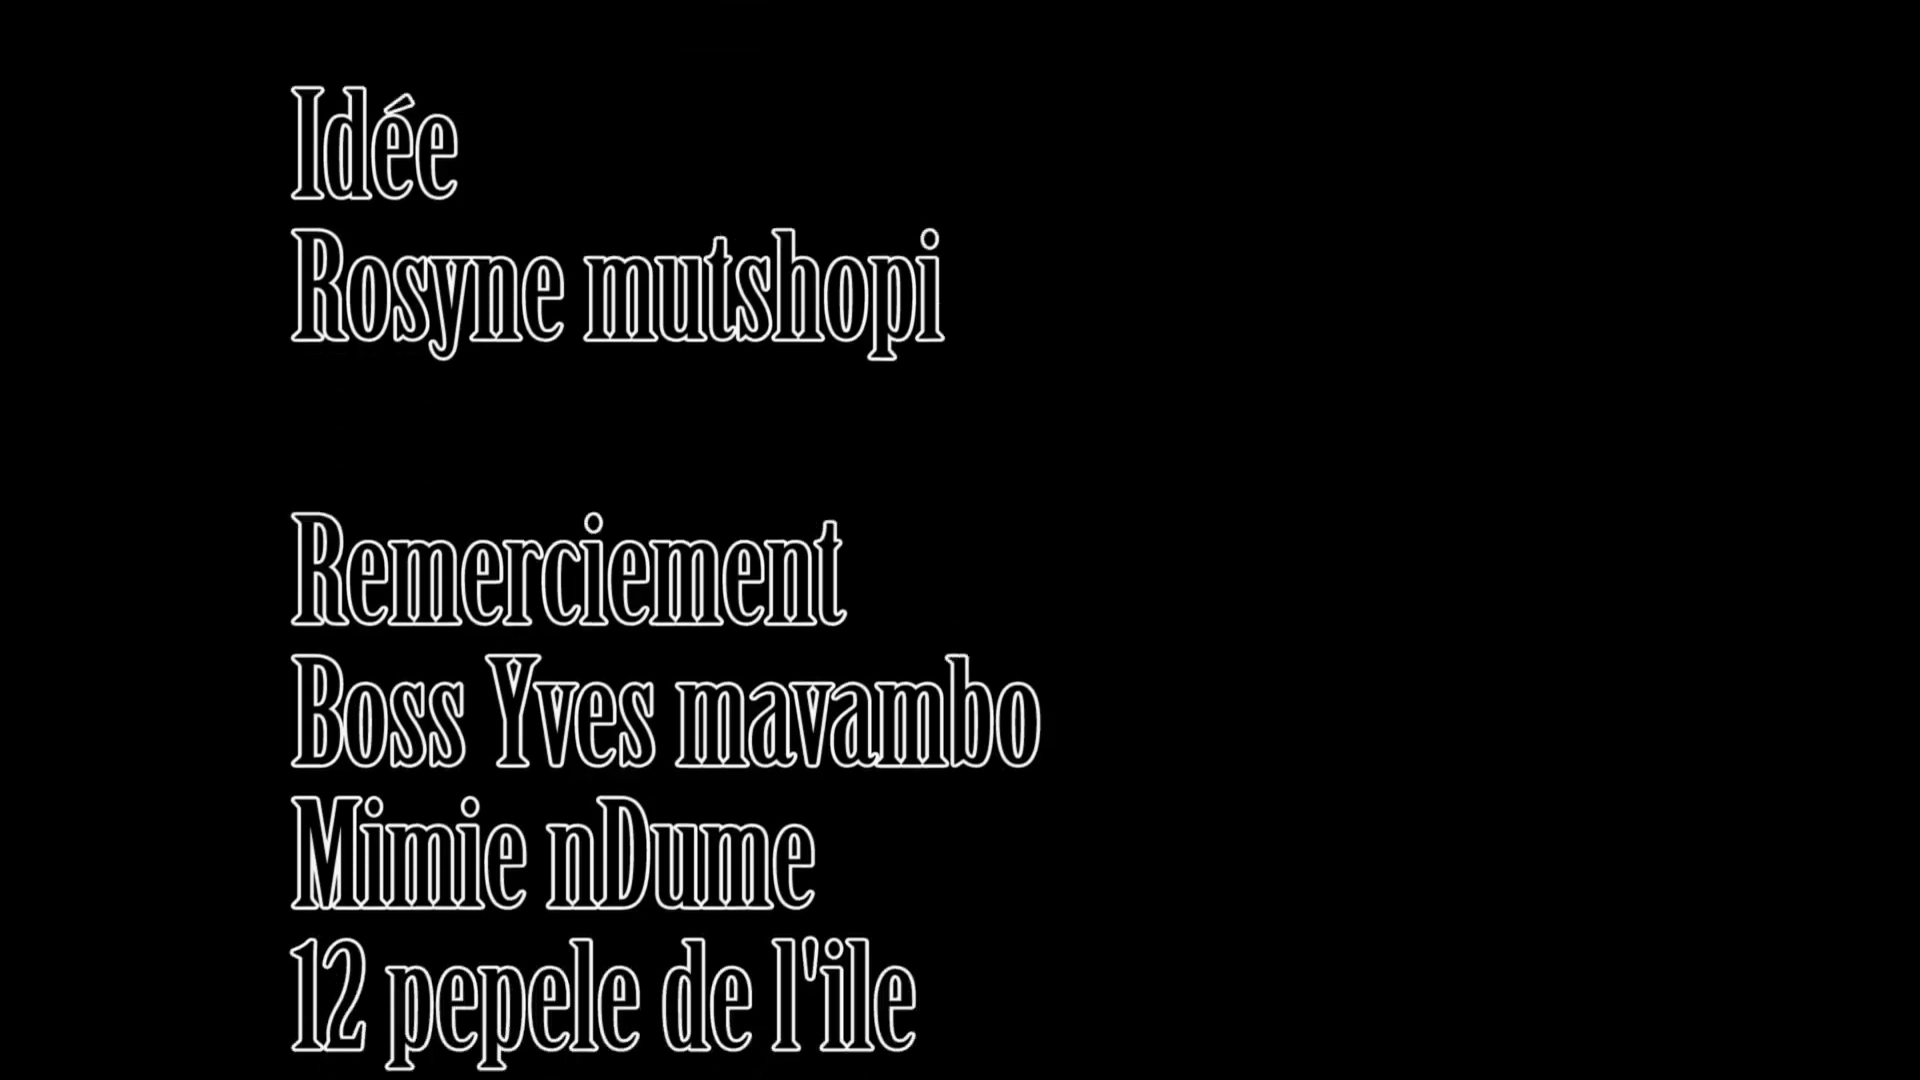 Idée
Rosyne mutshopi
Remerciement
Boss Yves mavambo
Mimie nDume
12 pepele de l'ile